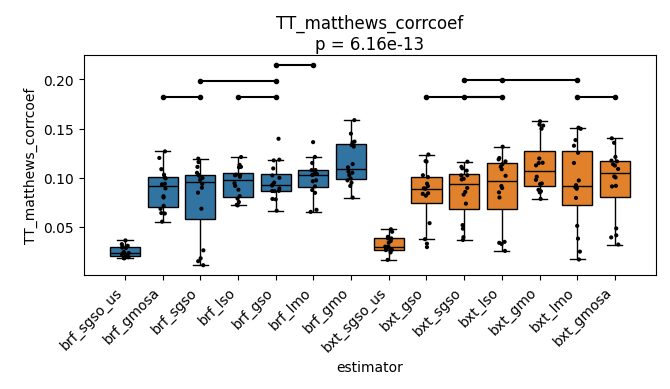 TT_matthews_corrcoef
p = 6.16e-13
TT_matthews_corrcoef
0.20
0.15
0.10
0.05
brf_sgso_us
brf_gmosa
brf_sgso
brf_lso
brf_gso
brf_lmo
brf_gmo
bxt_sgso_us
bxt_gso
bxt_sgso
bxt_lso
bxt_gmo
bxt_lmo
bxt_gmosa
estimator